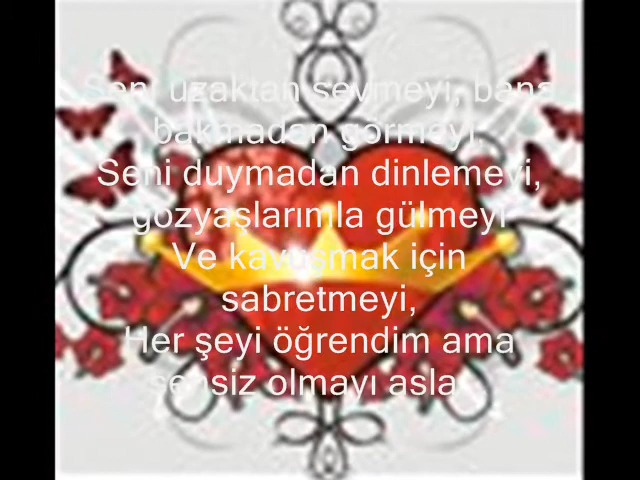 Seni uzaktan sevmeyi, bana
bakmadan görmeyi,
Seni duymadan dinlemeyi,
gözyaşlarımla gülmeyi
Ve kavuşmak için
sabretmeyi,
Her şeyi öğrendim ama
sensiz olmayı asla